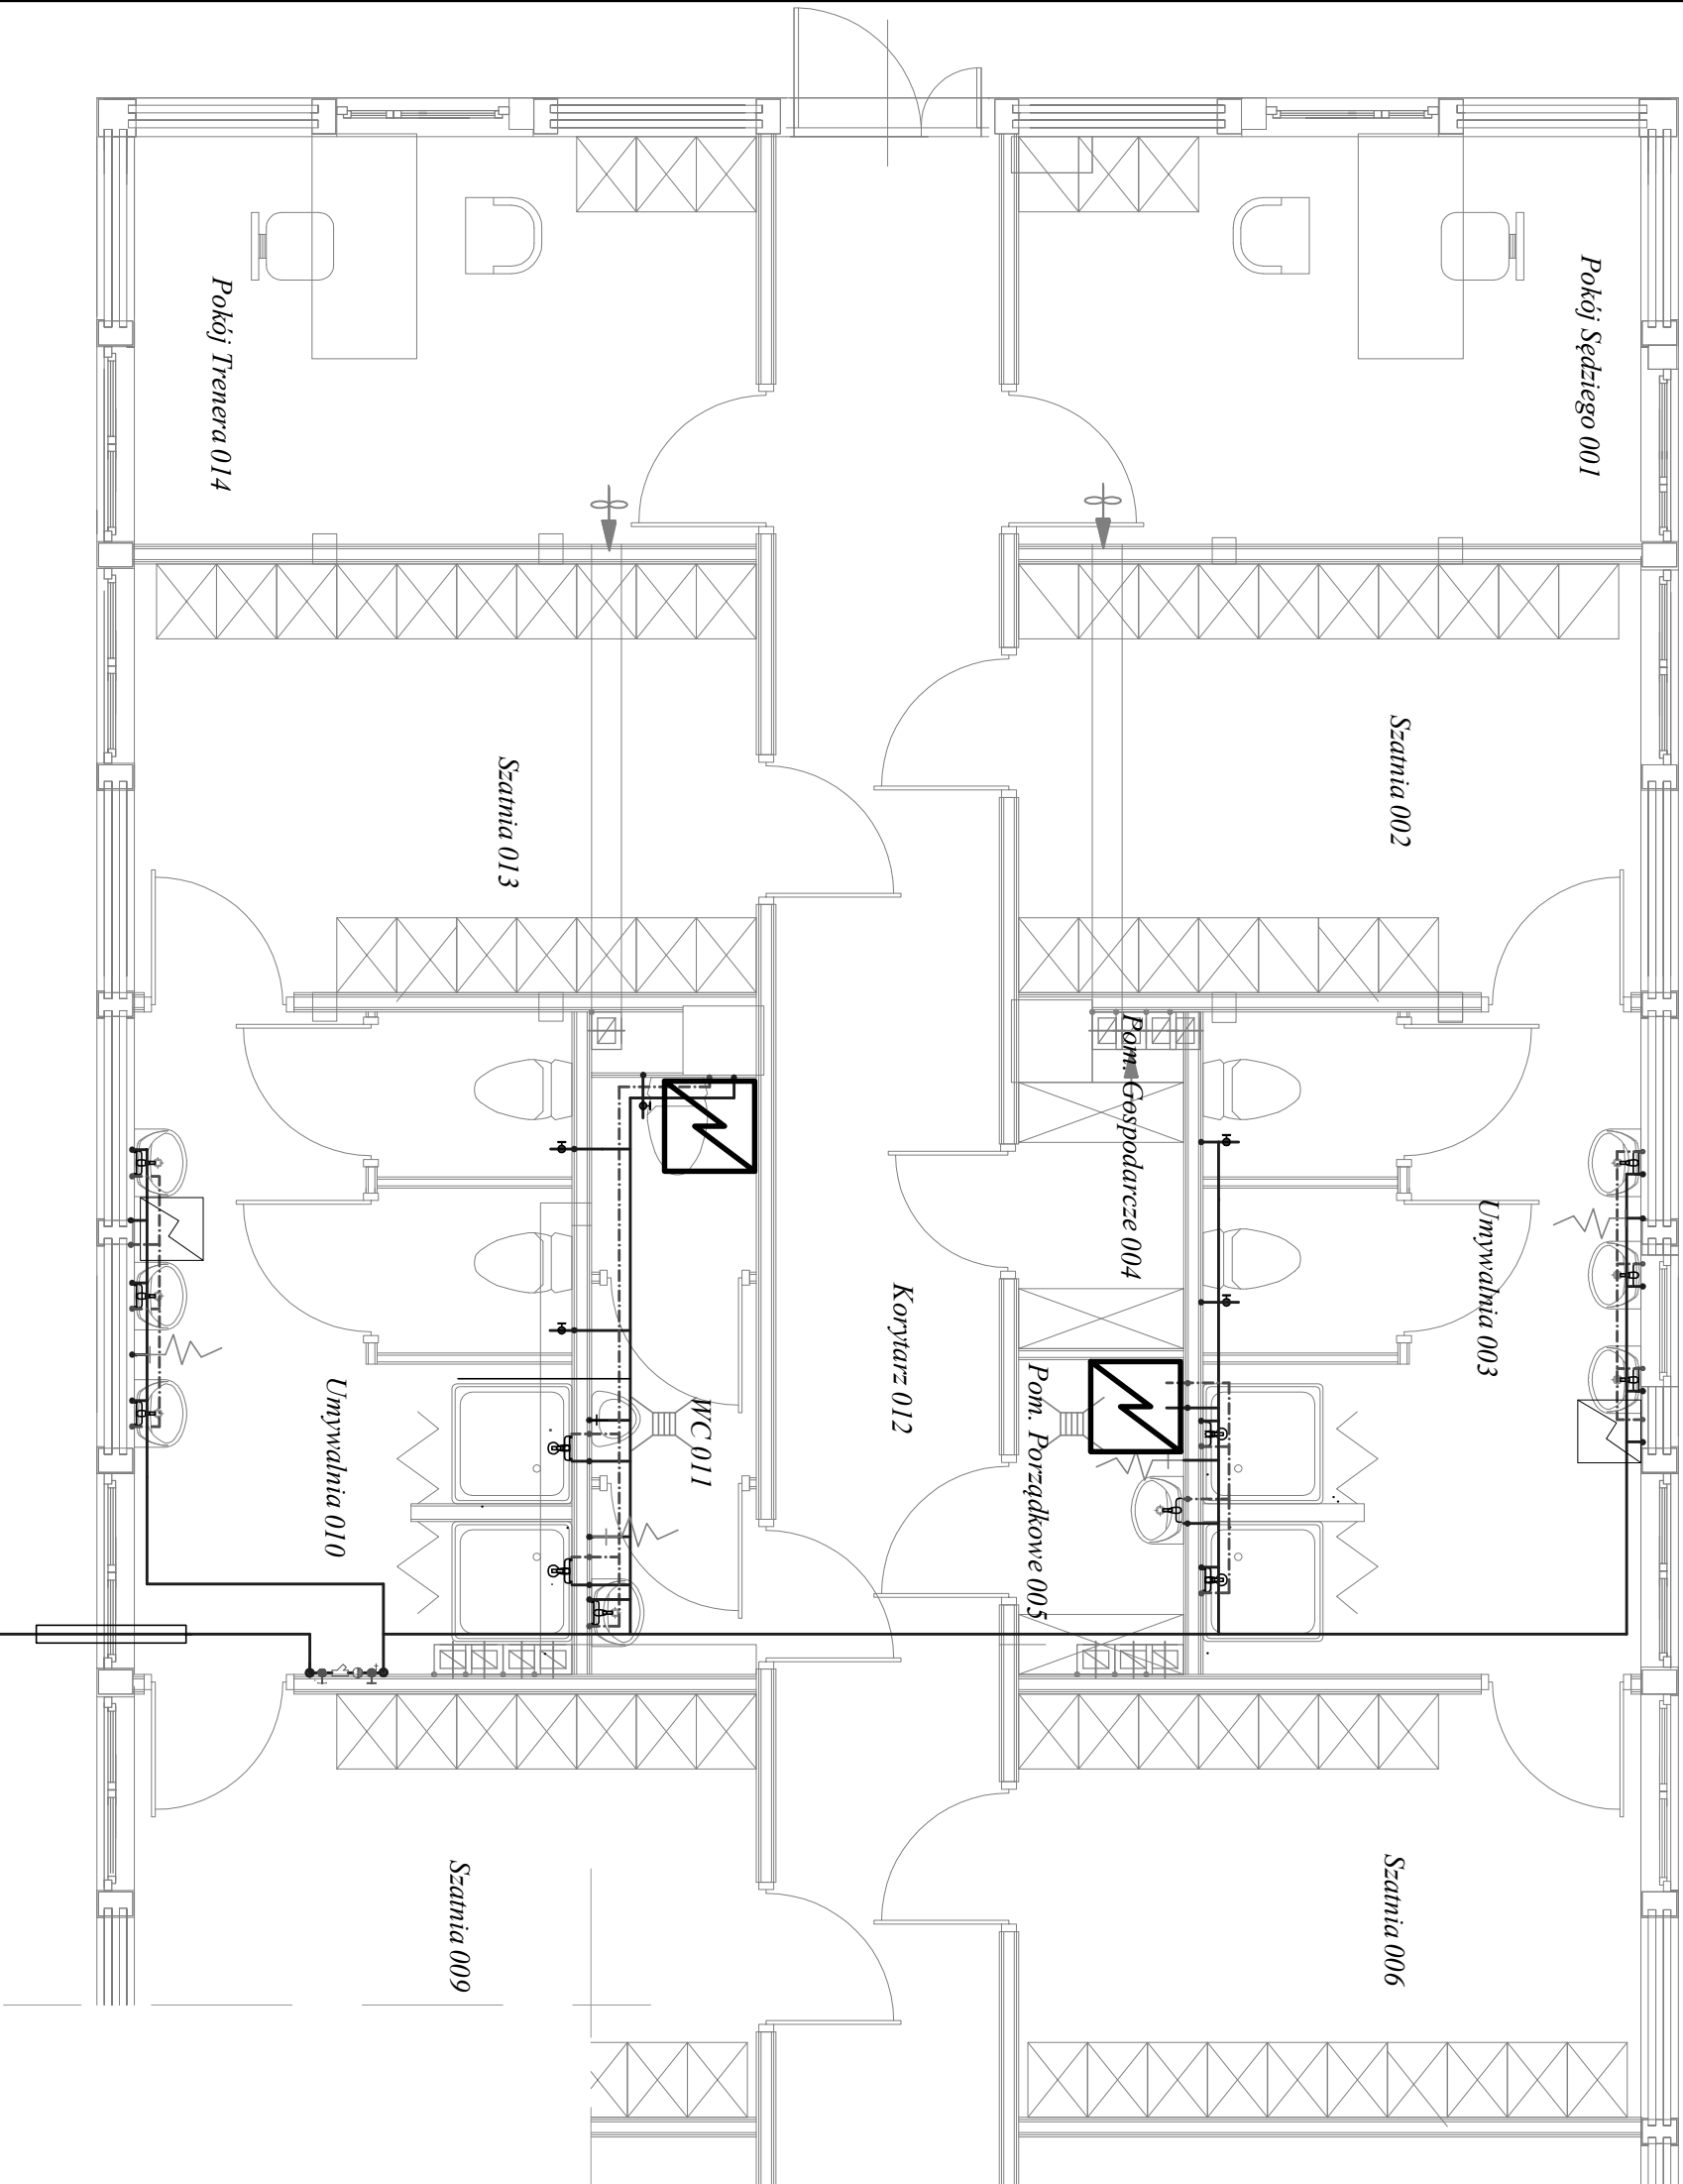 Pokój Sędziego 001
Szatnia 002
Umywalnia 003
Pom. Gospodarcze 004
Pom. Porządkowe 005
Szatnia 006
Korytarz 012
Pokój Trenera 014
Szatnia 013
WC 011
Umywalnia 010
Szatnia 009